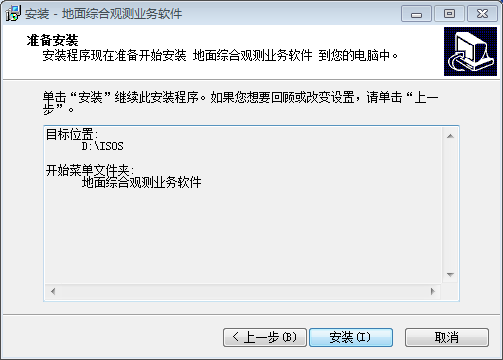 安装 - 地面综合观测业务软件
准备安装
安装程序现在准备开始安装 地面综合观测业务软件 到您的电脑中。
单击“安装”继续此安装程序。如果您想要回顾或改变设置，请单击“上一
步”。
目标位置:
D:\ISOS
开始菜单文件夹:
地面综合观测业务软件
< 上一步(B)
安装(I)
取消